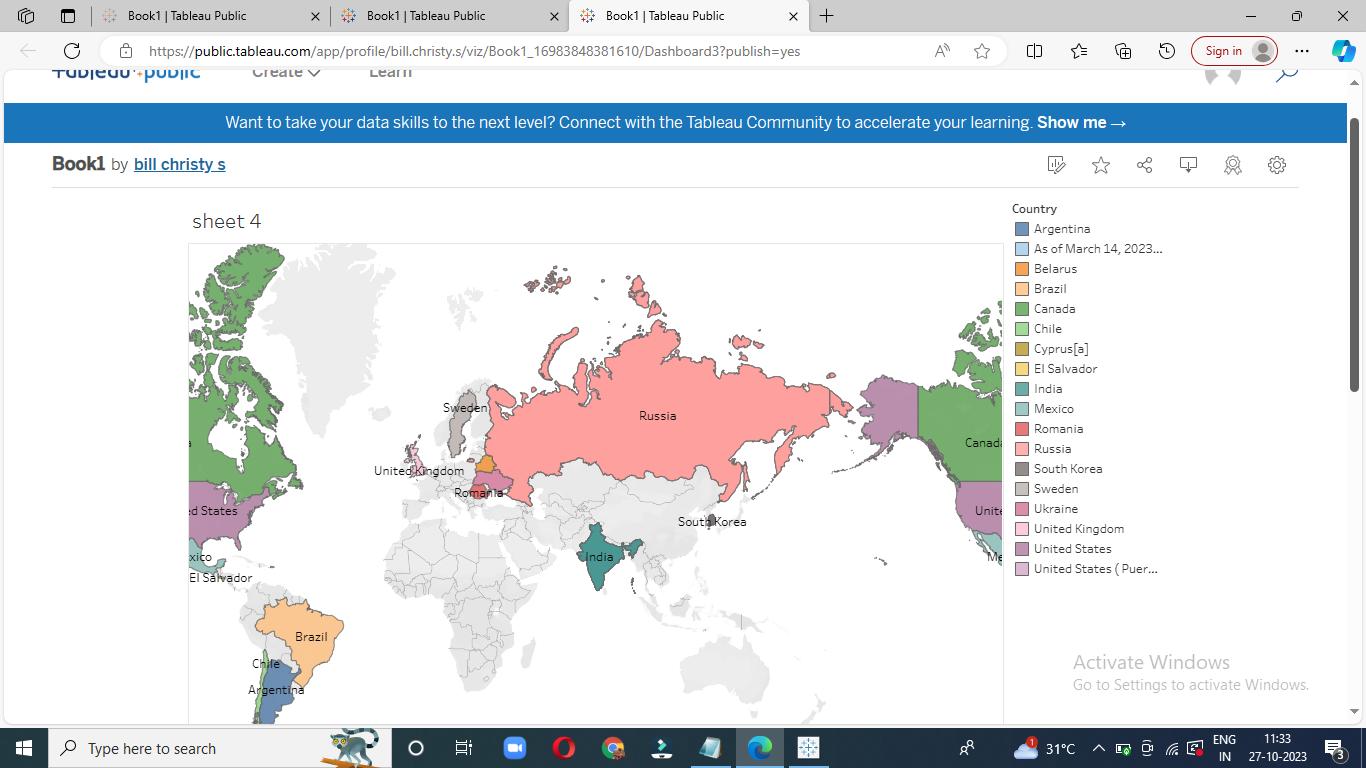 Book1 | Tableau Public
Book1 | Tableau Public
Book1 | Tableau Public
https://public.tableau.com/app/profile/bill.christy.s/viz/Book1_16983848381610/Dashboard3?publish=yes
Sign in
Create
Learn
Want to take your data skills to the next level? Connect with the Tableau Community to accelerate your learning. Show me →
Book1 by bill christy s
sheet 4
Sweden
Russia
Canada
United Kingdom
Romania
ed States
Unite
South Korea
India
xico
Me
El Salvador
Brazil
Chile
Argentina
Country
Argentina
As of March 14, 2023...
Belarus
Brazil
Canada
Chile
Cyprus[a]
El Salvador
India
Mexico
Romania
Russia
South Korea
Sweden
Ukraine
United Kingdom
United States
United States ( Puer...
Activate Windows
Go to Settings to activate Windows.
Type here to search
1
31°C
ENG
IN
11:33
27-10-2023
3